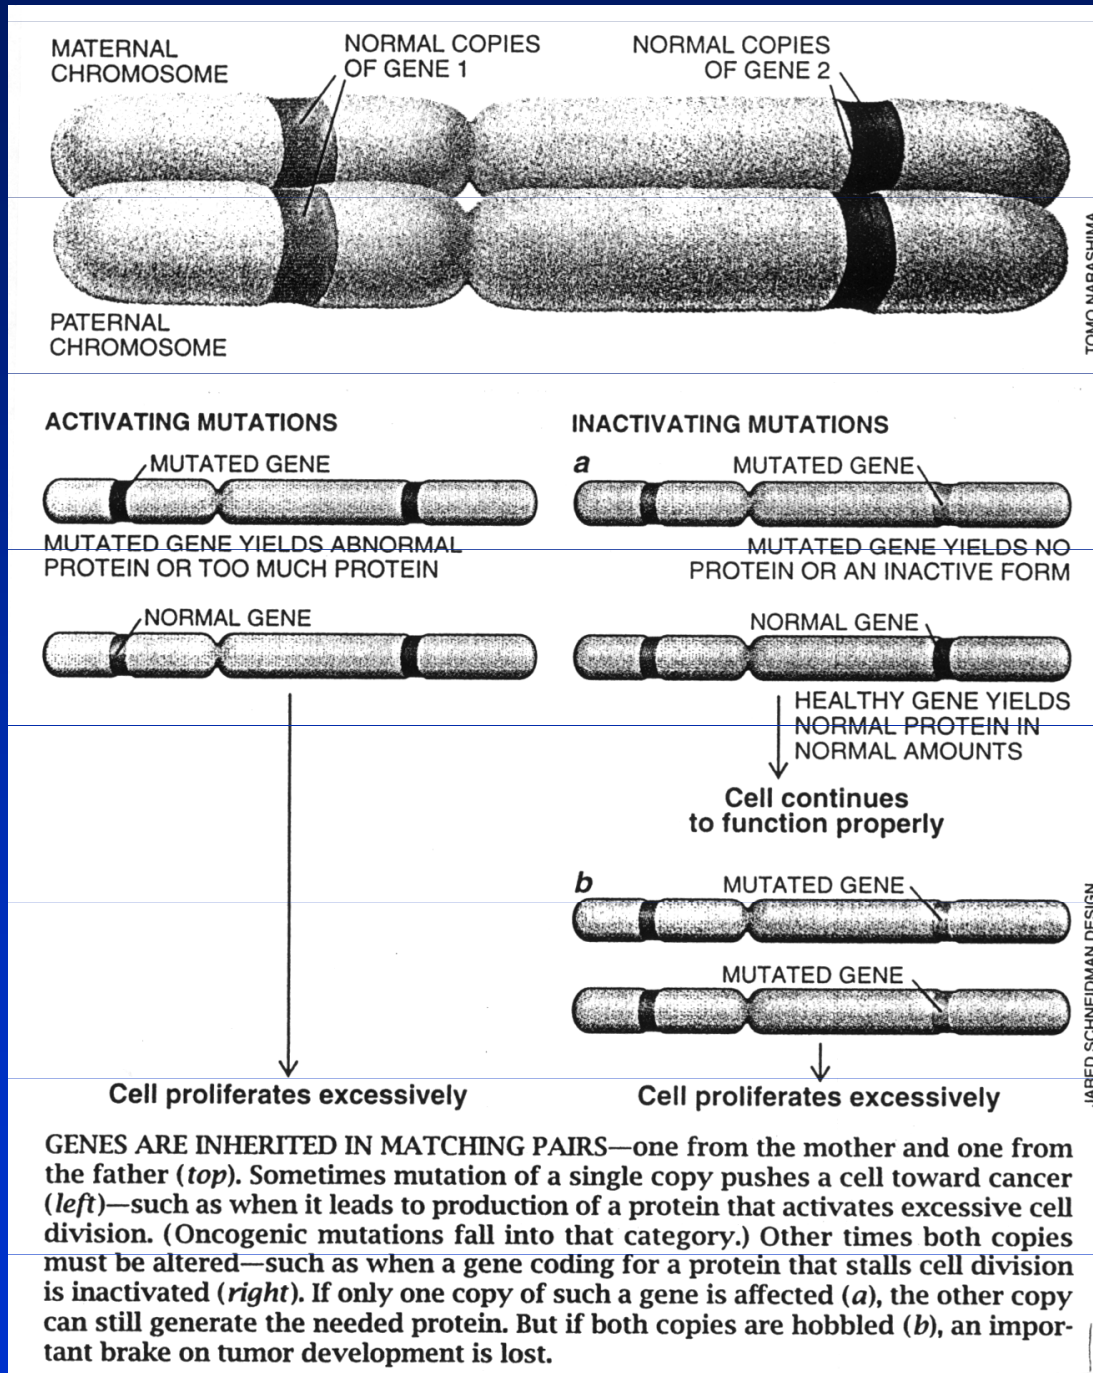 MATERNAL
CHROMOSOME
NORMAL COPIES
OF GENE 1
NORMAL COPIES
OF GENE 2
PATERNAL
CHROMOSOME
TOMO NARASHIMA
ACTIVATING MUTATIONS
MUTATED GENE
MUTATED GENE YIELDS ABNORMAL
PROTEIN OR TOO MUCH PROTEIN
NORMAL GENE
Cell proliferates excessively
INACTIVATING MUTATIONS
a
MUTATED GENE
MUTATED GENE YIELDS NO
PROTEIN OR AN INACTIVE FORM
NORMAL GENE
HEALTHY GENE YIELDS
NORMAL PROTEIN IN
NORMAL AMOUNTS
Cell continues
to function properly
b
MUTATED GENE
MUTATED GENE
Cell proliferates excessively
JARED SCHNEIDMAN DESIGN
GENES ARE INHERITED IN MATCHING PAIRS—one from the mother and one from
the father (top). Sometimes mutation of a single copy pushes a cell toward cancer
(left)—such as when it leads to production of a protein that activates excessive cell
division. (Oncogenic mutations fall into that category.) Other times both copies
must be altered—such as when a gene coding for a protein that stalls cell division
is inactivated (right). If only one copy of such a gene is affected (a), the other copy
can still generate the needed protein. But if both copies are hobbled (b), an impor-
tant brake on tumor development is lost.